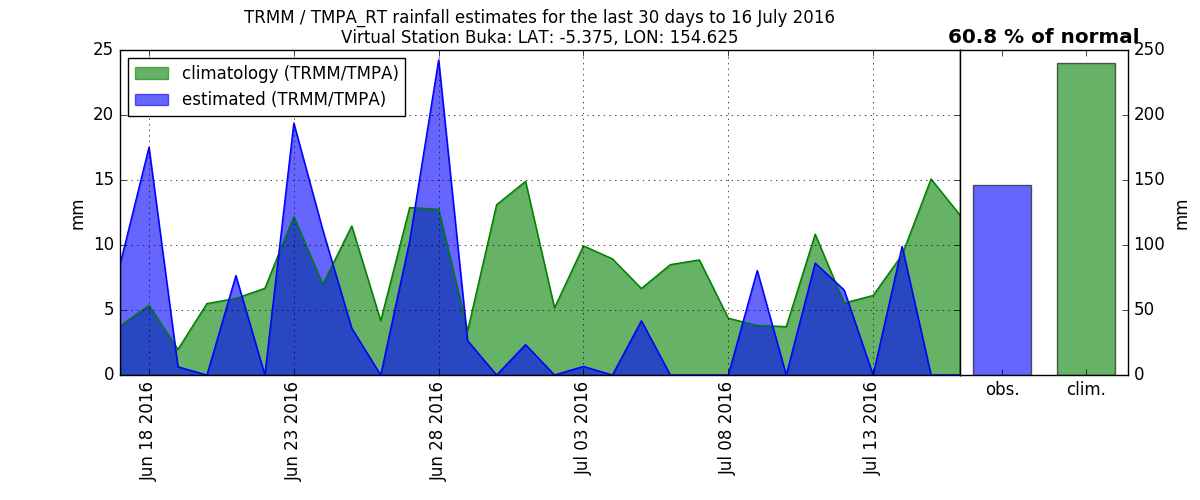 TRMM / TMPA_RT rainfall estimates for the last 30 days to 16 July 2016
Virtual Station Buka: LAT: -5.375, LON: 154.625
60.8 % of normal
climatology (TRMM/TMPA)
estimated (TRMM/TMPA)
mm
25
20
15
10
5
0
Jun 18 2016
Jun 23 2016
Jun 28 2016
Jul 03 2016
Jul 08 2016
Jul 13 2016
obs.
clim.
250
200
150
100
50
0
mm